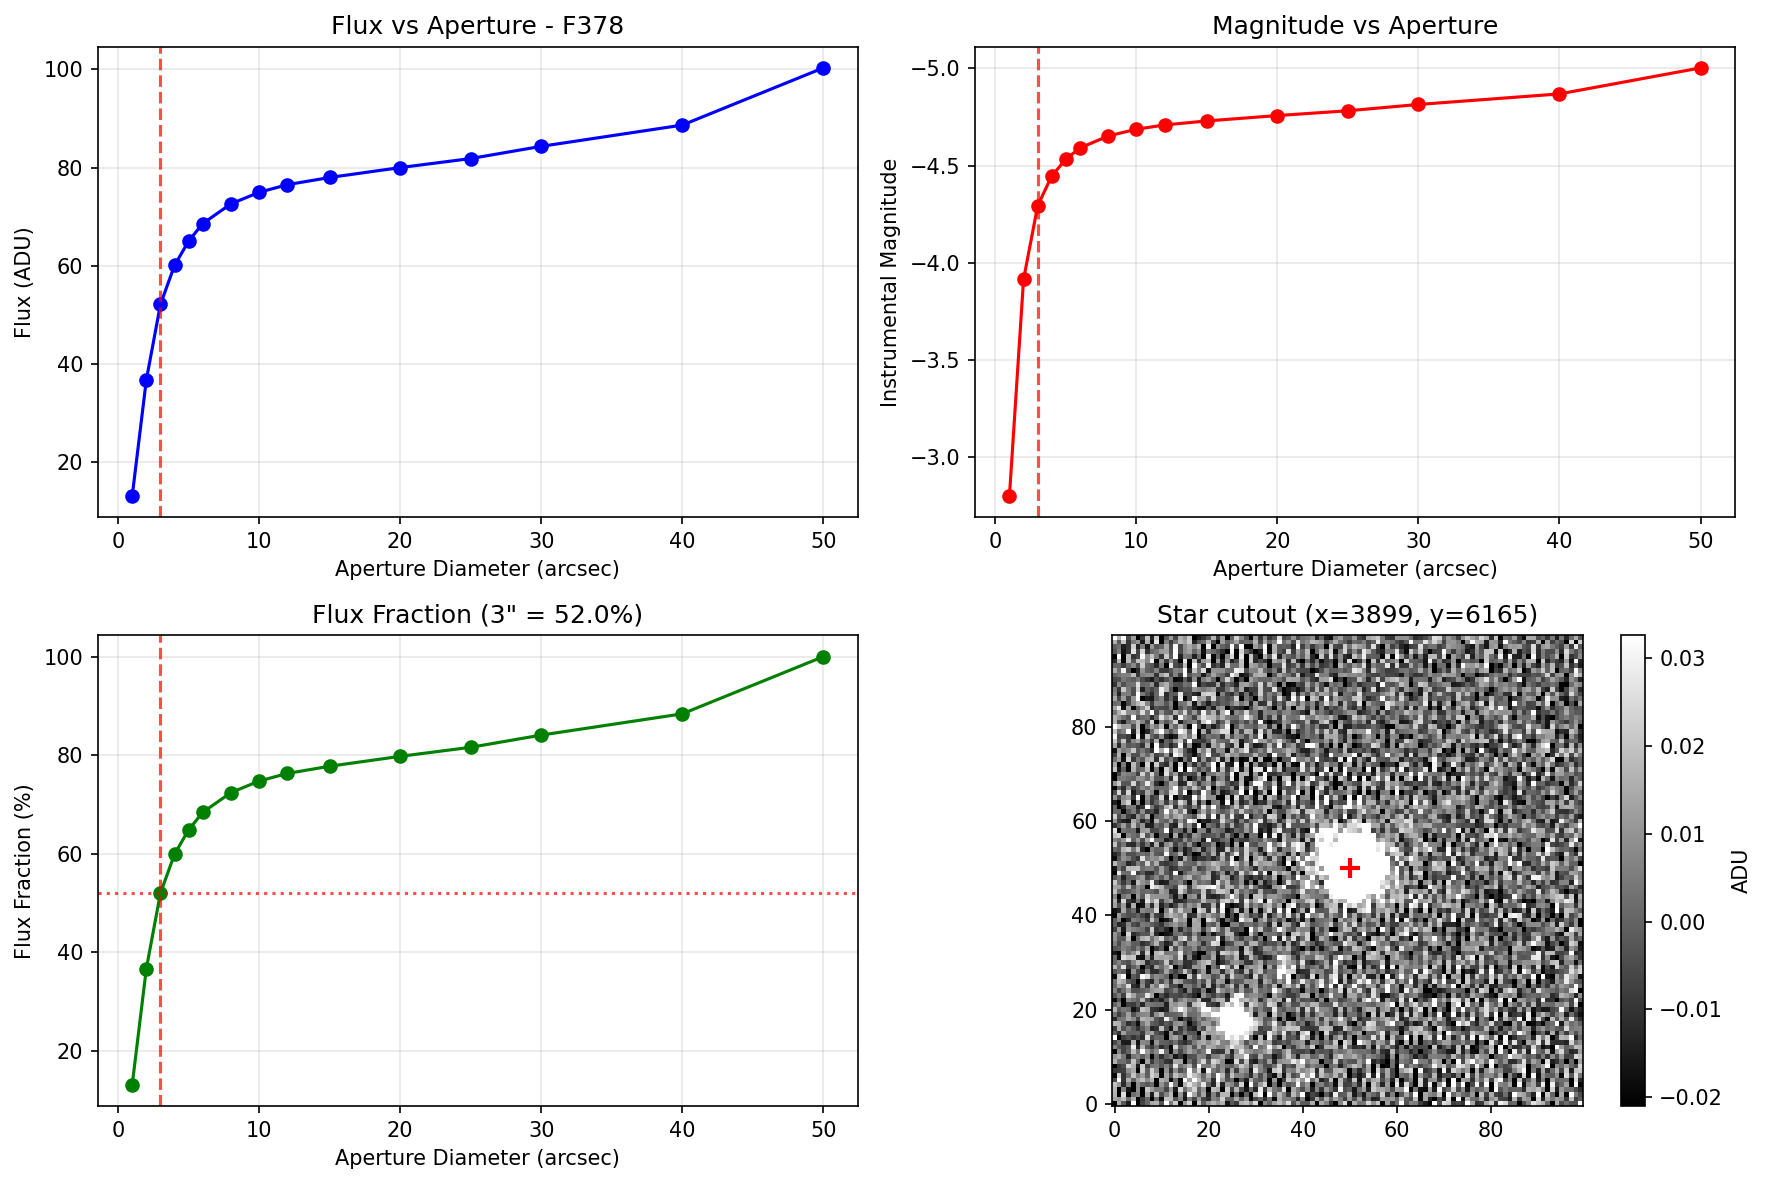 Flux vs Aperture - F378
Flux (ADU)
100
80
60
40
20
0 10 20 30 40 50
Aperture Diameter (arcsec)
Magnitude vs Aperture
Instrumental Magnitude
−5.0
−4.5
−4.0
−3.5
−3.0
0 10 20 30 40 50
Aperture Diameter (arcsec)
Flux Fraction (3" = 52.0%)
Flux Fraction (%)
100
80
60
40
20
0 10 20 30 40 50
Aperture Diameter (arcsec)
Star cutout (x=3899, y=6165)
80
60
40
20
0
0 20 40 60 80
0.03
0.02
0.01
0.00
−0.01
−0.02
ADU